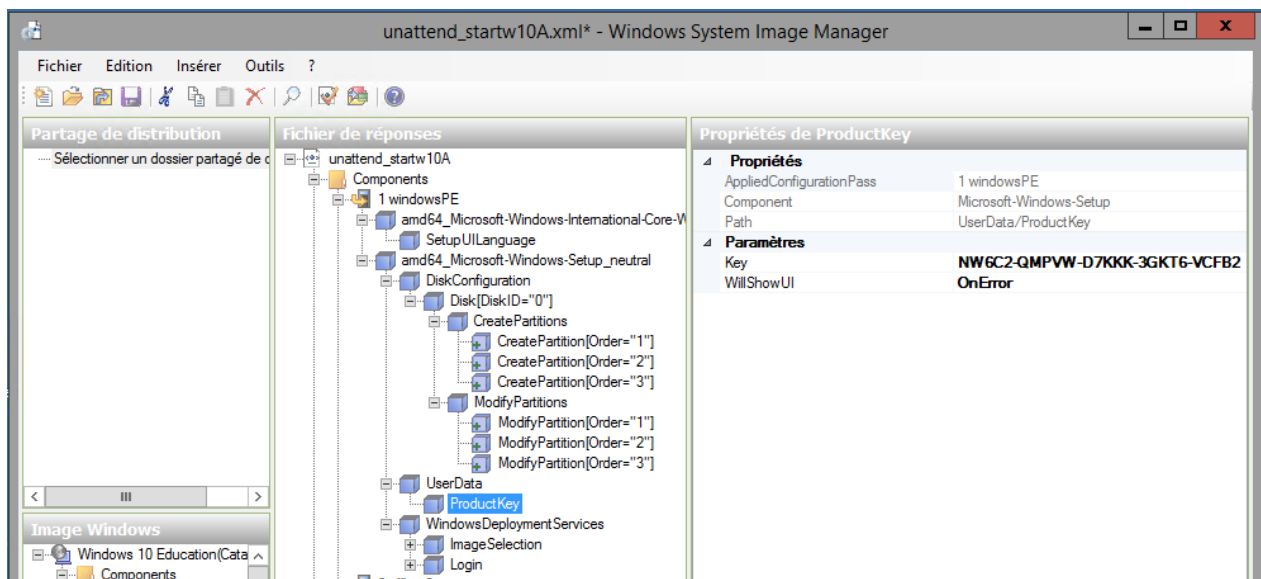 unattend_startw10A.xml* - Windows System Image Manager
Fichier Edition Insérer Outils ?
Partage de distribution
Sélectionner un dossier partagé de d
Fichier de réponses
unattend_startw10A
Components
1 windowsPE
amd64_Microsoft-Windows-International-Core-W
SetupUILanguage
amd64_Microsoft-Windows-Setup_neutral
DiskConfiguration
Disk[DiskID="0"]
CreatePartitions
CreatePartition[Order="1"]
CreatePartition[Order="2"]
CreatePartition[Order="3"]
ModifyPartitions
ModifyPartition[Order="1"]
ModifyPartition[Order="2"]
ModifyPartition[Order="3"]
UserData
ProductKey
WindowsDeploymentServices
ImageSelection
Login
Propriétés de ProductKey
Propriétés
AppliedConfigurationPass 1 windowsPE
Component Microsoft-Windows-Setup
Path UserData/ProductKey
Paramètres
Key NW6C2-QMPVW-D7KKK-3GKT6-VCFB2
WillShowUI OnError
Image Windows
Windows 10 Education(Cata
Components